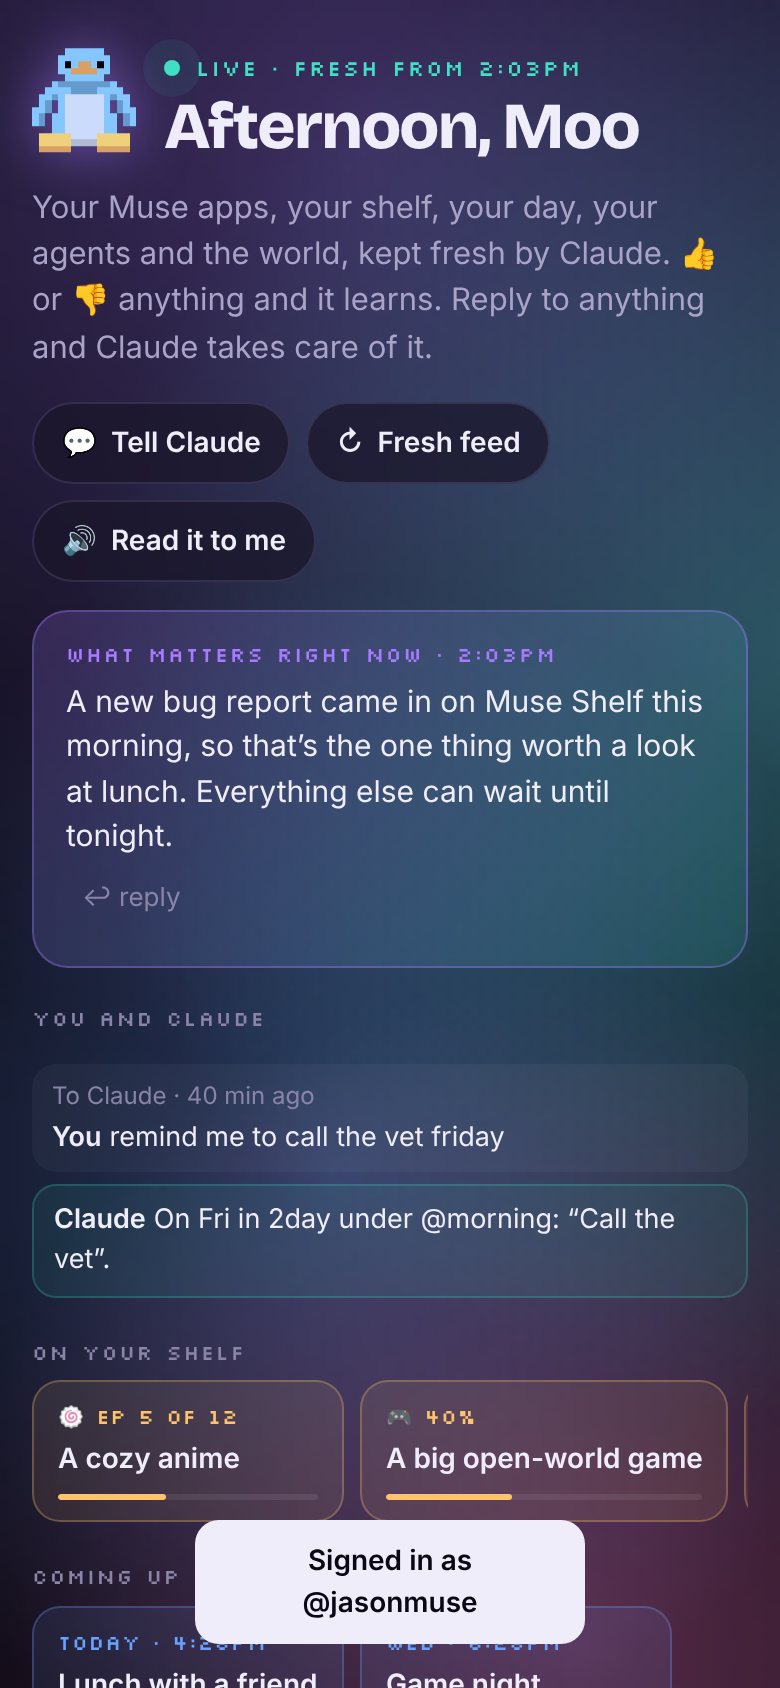 LIVE · FRESH FROM 2:03PM
Afternoon, Moo
Your Muse apps, your shelf, your day, your
agents and the world, kept fresh by Claude. 👍
or 👎 anything and it learns. Reply to anything
and Claude takes care of it.
💬 Tell Claude
↻ Fresh feed
🔊 Read it to me
WHAT MATTERS RIGHT NOW · 2:03PM
A new bug report came in on Muse Shelf this
morning, so that’s the one thing worth a look
at lunch. Everything else can wait until
tonight.
↩ reply
YOU AND CLAUDE
To Claude · 40 min ago
You remind me to call the vet friday
Claude On Fri in 2day under @morning: “Call the
vet”.
ON YOUR SHELF
🍥 EP 5 OF 12
A cozy anime
🎮 40%
A big open-world game
COMING UP
Signed in as
@jasonmuse
TODAY ·
Lunch with a friend
WED ·
Game night